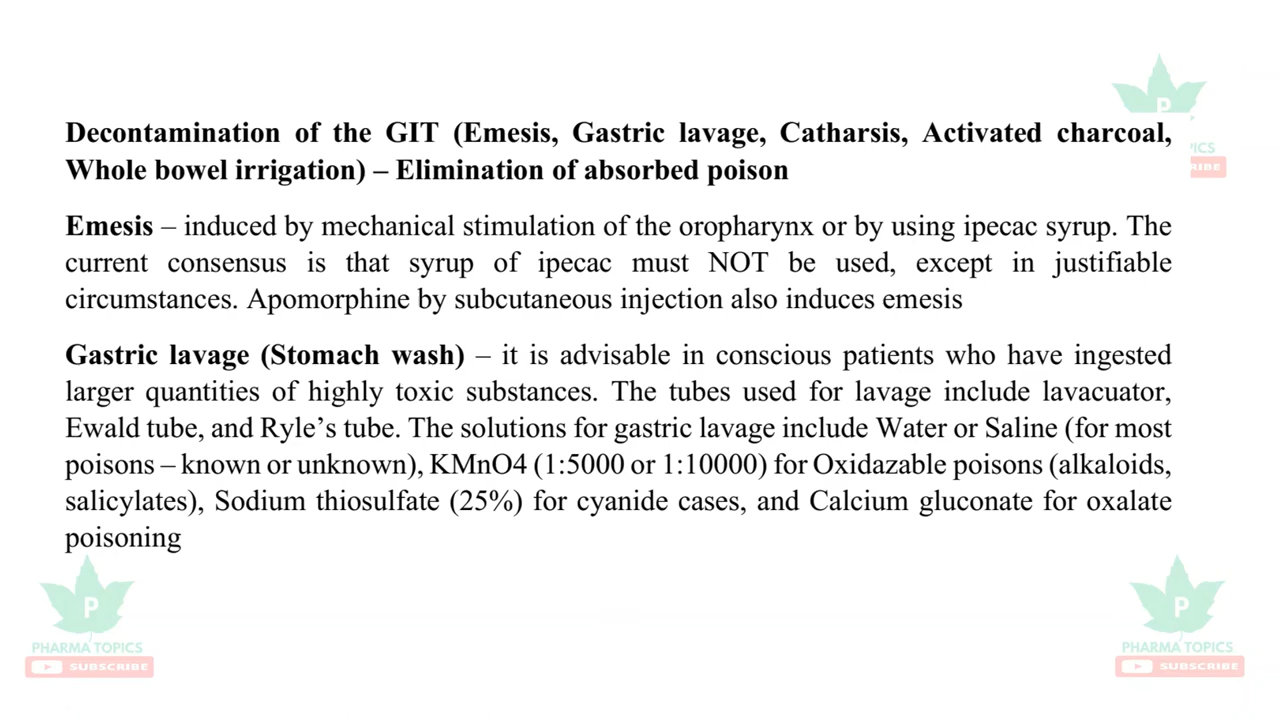 P
ICS
RIBE
Decontamination of the GIT (Emesis, Gastric lavage, Catharsis, Activated charcoal,
Whole bowel irrigation) – Elimination of absorbed poison
Emesis – induced by mechanical stimulation of the oropharynx or by using ipecac syrup. The
current consensus is that syrup of ipecac must NOT be used, except in justifiable
circumstances. Apomorphine by subcutaneous injection also induces emesis
Gastric lavage (Stomach wash) – it is advisable in conscious patients who have ingested
larger quantities of highly toxic substances. The tubes used for lavage include lavacuator,
Ewald tube, and Ryle’s tube. The solutions for gastric lavage include Water or Saline (for most
poisons – known or unknown), KMnO4 (1:5000 or 1:10000) for Oxidazable poisons (alkaloids,
salicylates), Sodium thiosulfate (25%) for cyanide cases, and Calcium gluconate for oxalate
poisoning
P
PHARMA TOPICS
SUBSCRIBE
P
PHARMA TOPICS
SUBSCRIBE